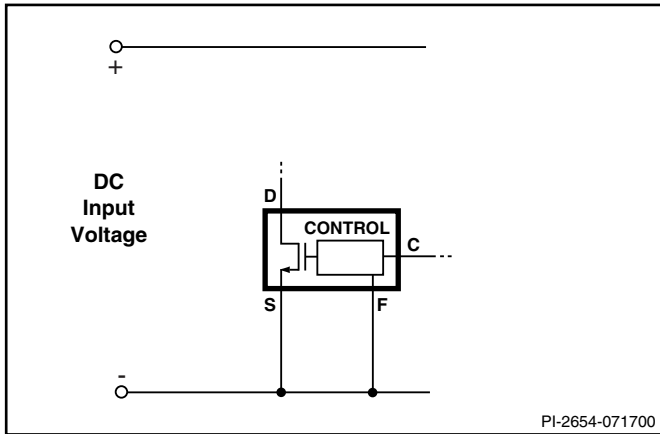 +
DC
Input
Voltage
D
CONTROL
C
S
F
-
PI-2654-071700